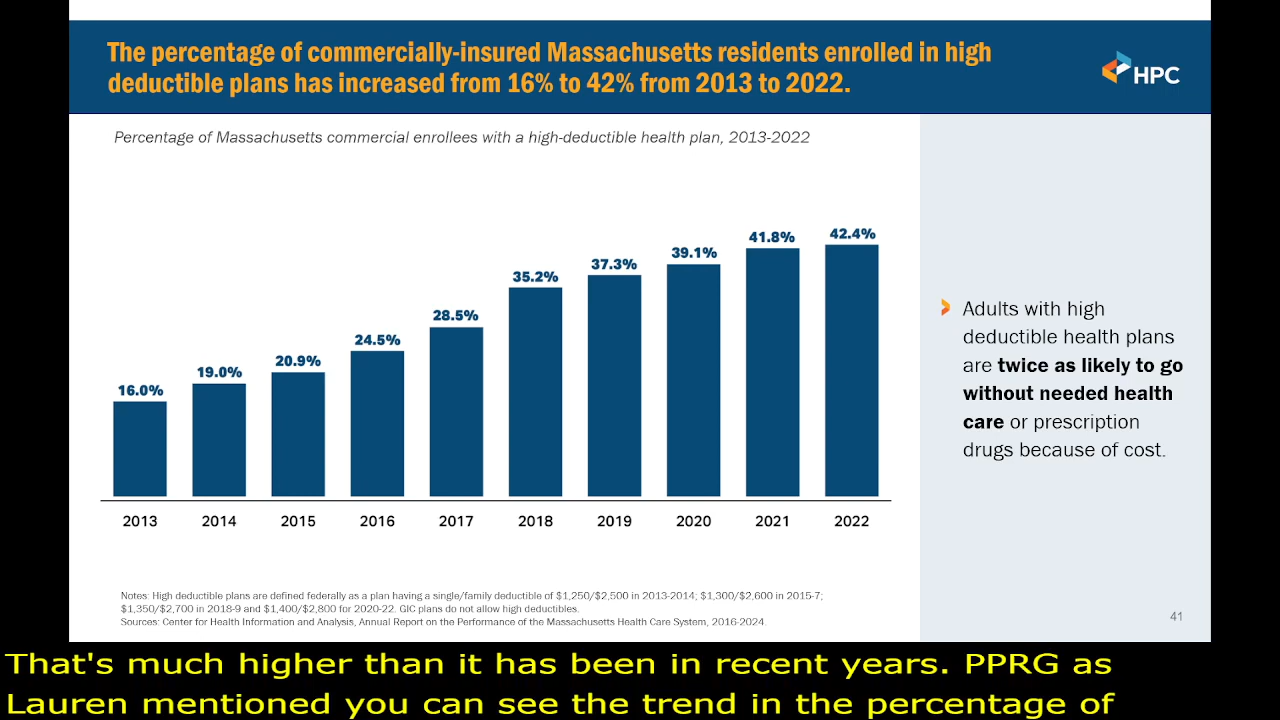 The percentage of commercially-insured Massachusetts residents enrolled in high
deductible plans has increased from 16% to 42% from 2013 to 2022.
HPC
Percentage of Massachusetts commercial enrollees with a high-deductible health plan, 2013-2022
16.0%
19.0%
20.9%
24.5%
28.5%
35.2%
37.3%
39.1%
41.8%
42.4%
2013 2014 2015 2016 2017 2018 2019 2020 2021 2022
Adults with high
deductible health plans
are twice as likely to go
without needed health
care or prescription
drugs because of cost.
Notes: High deductible plans are defined federally as a plan having a single/family deductible of $1,250/$2,500 in 2013-2014; $1,300/$2,600 in 2015-7;
$1,350/$2,700 in 2018-9 and $1,400/$2,800 for 2020-22. GIC plans do not allow high deductibles.
Sources: Center for Health Information and Analysis, Annual Report on the Performance of the Massachusetts Health Care System, 2016-2024.
41
That's much higher than it has been in recent years. PPRG as
Lauren mentioned you can see the trend in the percentage of